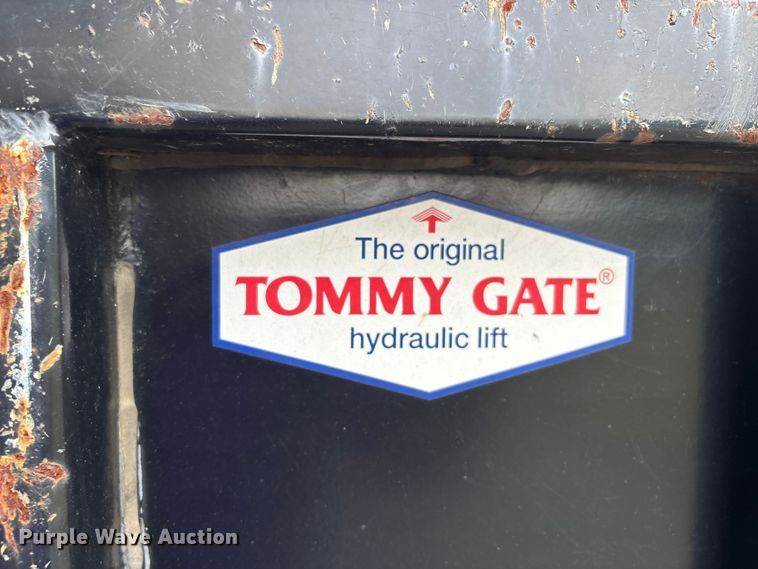 The original
TOMMY GATE®
hydraulic lift
Purple Wave Auction